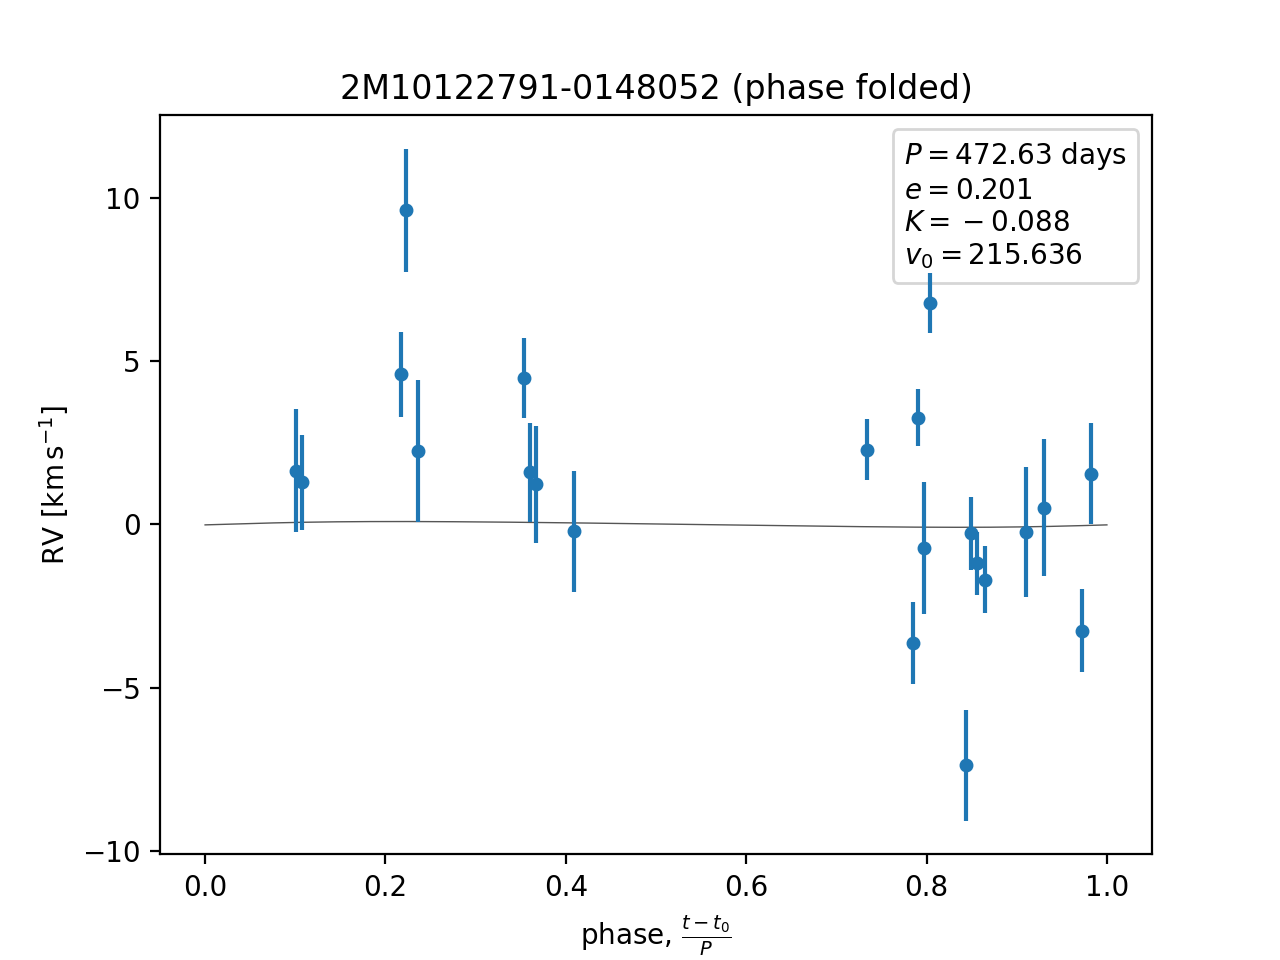 2M10122791-0148052 (phase folded)
P = 472.63 days
e = 0.201
K = −0.088
v₀ = 215.636
10
5
0
−5
−10
RV [km s⁻¹]
0.0 0.2 0.4 0.6 0.8 1.0
phase, (t − t₀)/P